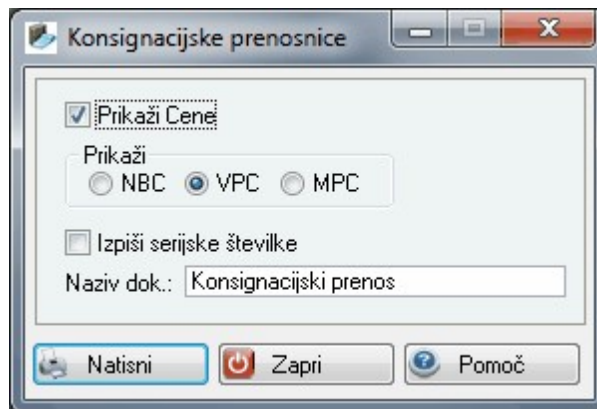 Konsignacijske prenosnice
Prikaži Cene
Prikaži
NBC VPC MPC
Izpiši serijske številke
Naziv dok.: Konsignacijski prenos
Natisni Zapri Pomoč